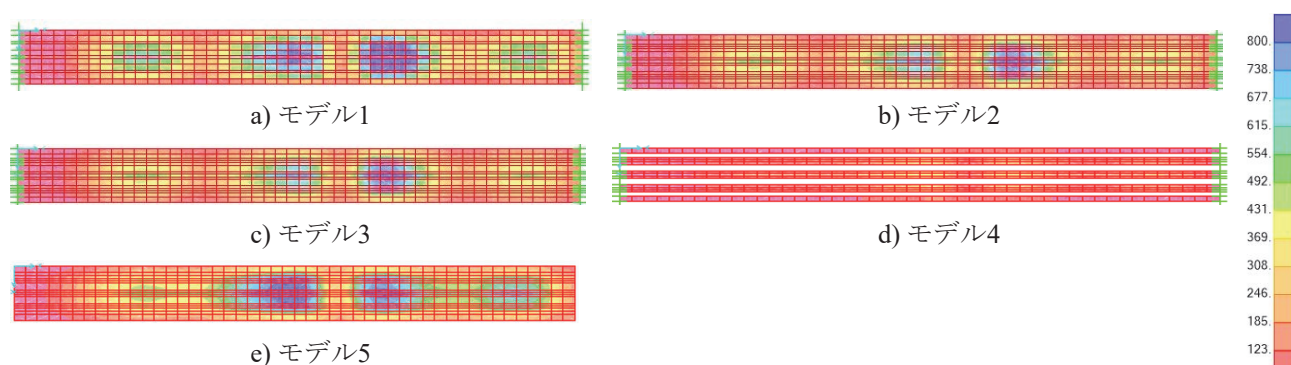 a) モデル1
b) モデル2
c) モデル3
d) モデル4
e) モデル5
800.
738.
677.
615.
554.
492.
431.
369.
308.
246.
185.
123.